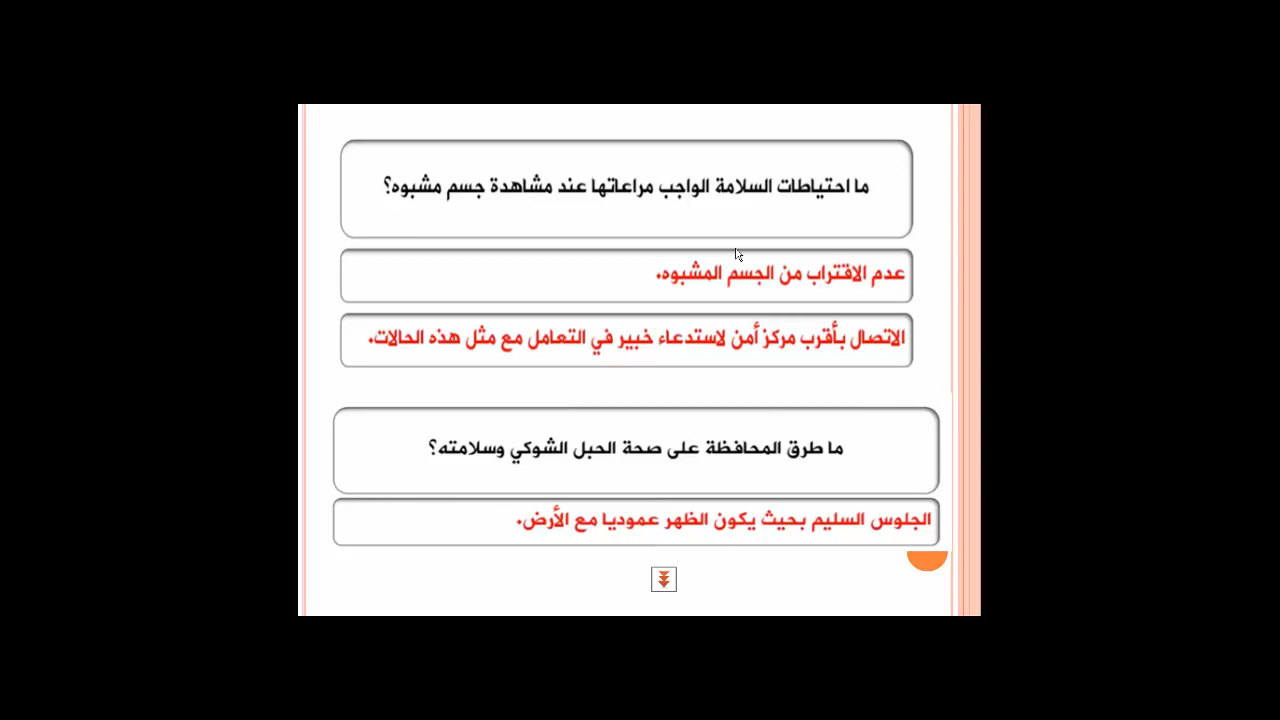 ما احتياطات السلامة الواجب مراعاتها عند مشاهدة جسم مشبوه؟
عدم الاقتراب من الجسم المشبوه.
الاتصال بأقرب مركز أمن لاستدعاء خبير في التعامل مع مثل هذه الحالات.
ما طرق المحافظة على صحة الحبل الشوكي وسلامته؟
الجلوس السليم بحيث يكون الظهر عموديا مع الأرض.